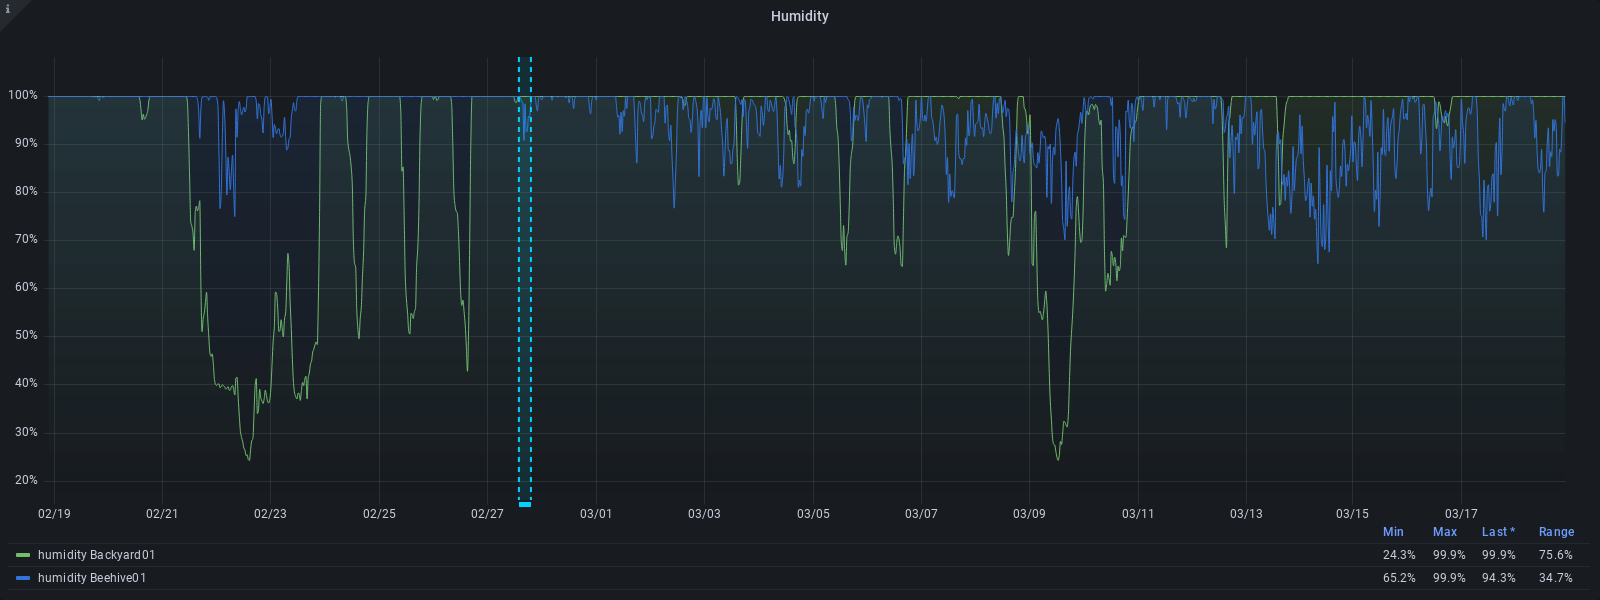 i
Humidity
100%
90%
80%
70%
60%
50%
40%
30%
20%
02/19 02/21 02/23 02/25 02/27 03/01 03/03 03/05 03/07 03/09 03/11 03/13 03/15 03/17
Min Max Last * Range
humidity Backyard01 24.3% 99.9% 99.9% 75.6%
humidity Beehive01 65.2% 99.9% 94.3% 34.7%